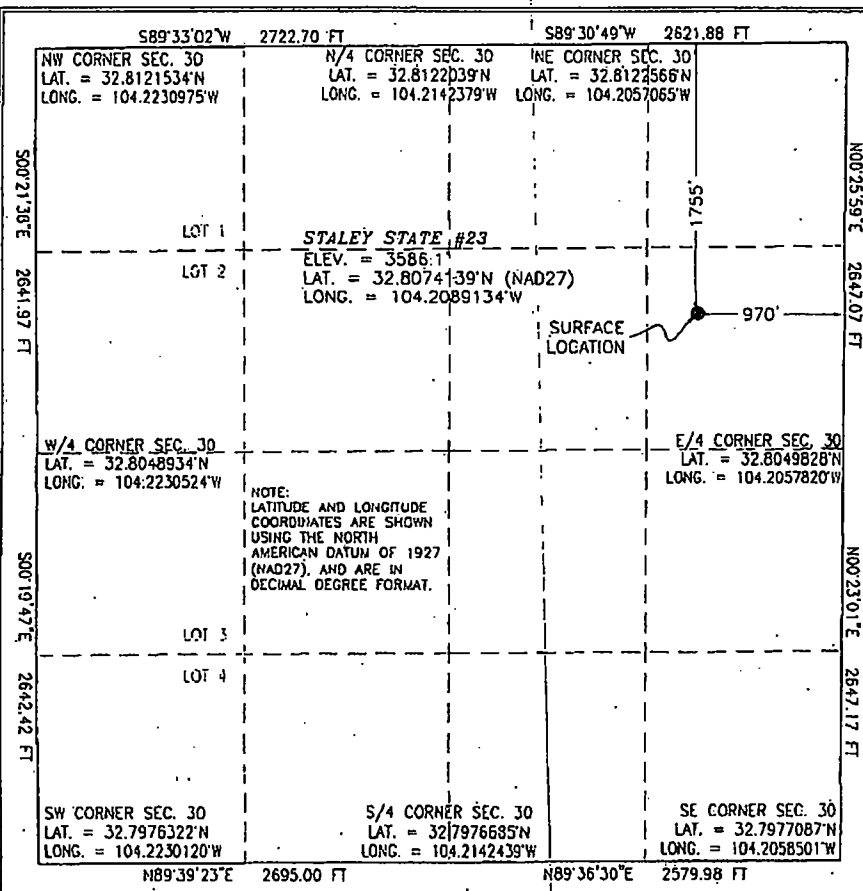 S89°33'02"W 2722.70 FT
S89°30'49"W 2621.88 FT
NW CORNER SEC. 30
LAT. = 32.8121534°N
LONG. = 104.2230975°W
N/4 CORNER SEC. 30
LAT. = 32.8122039°N
LONG. = 104.2142379°W
NE CORNER SEC. 30
LAT. = 32.8122566°N
LONG. = 104.2057065°W
S00°21'38"E 2641.97 FT
N00°25'59"E 2647.07 FT
1755'
LOT 1
LOT 2
STALEY STATE #23
ELEV. = 3586.1'
LAT. = 32.8074139°N (NAD27)
LONG. = 104.2089134°W
970'
SURFACE
LOCATION
W/4 CORNER SEC. 30
LAT. = 32.8048934°N
LONG. = 104.2230524°W
E/4 CORNER SEC. 30
LAT. = 32.8049828°N
LONG. = 104.2057820°W
NOTE:
LATITUDE AND LONGITUDE
COORDINATES ARE SHOWN
USING THE NORTH
AMERICAN DATUM OF 1927
(NAD27), AND ARE IN
DECIMAL DEGREE FORMAT.
S00°19'47"E 2642.42 FT
N00°23'01"E 2647.17 FT
LOT 3
LOT 4
SW CORNER SEC. 30
LAT. = 32.7976322°N
LONG. = 104.2230120°W
S/4 CORNER SEC. 30
LAT. = 32.7976685°N
LONG. = 104.2142439°W
SE CORNER SEC. 30
LAT. = 32.7977087°N
LONG. = 104.2058501°W
N89°39'23"E 2695.00 FT
N89°36'30"E 2579.98 FT